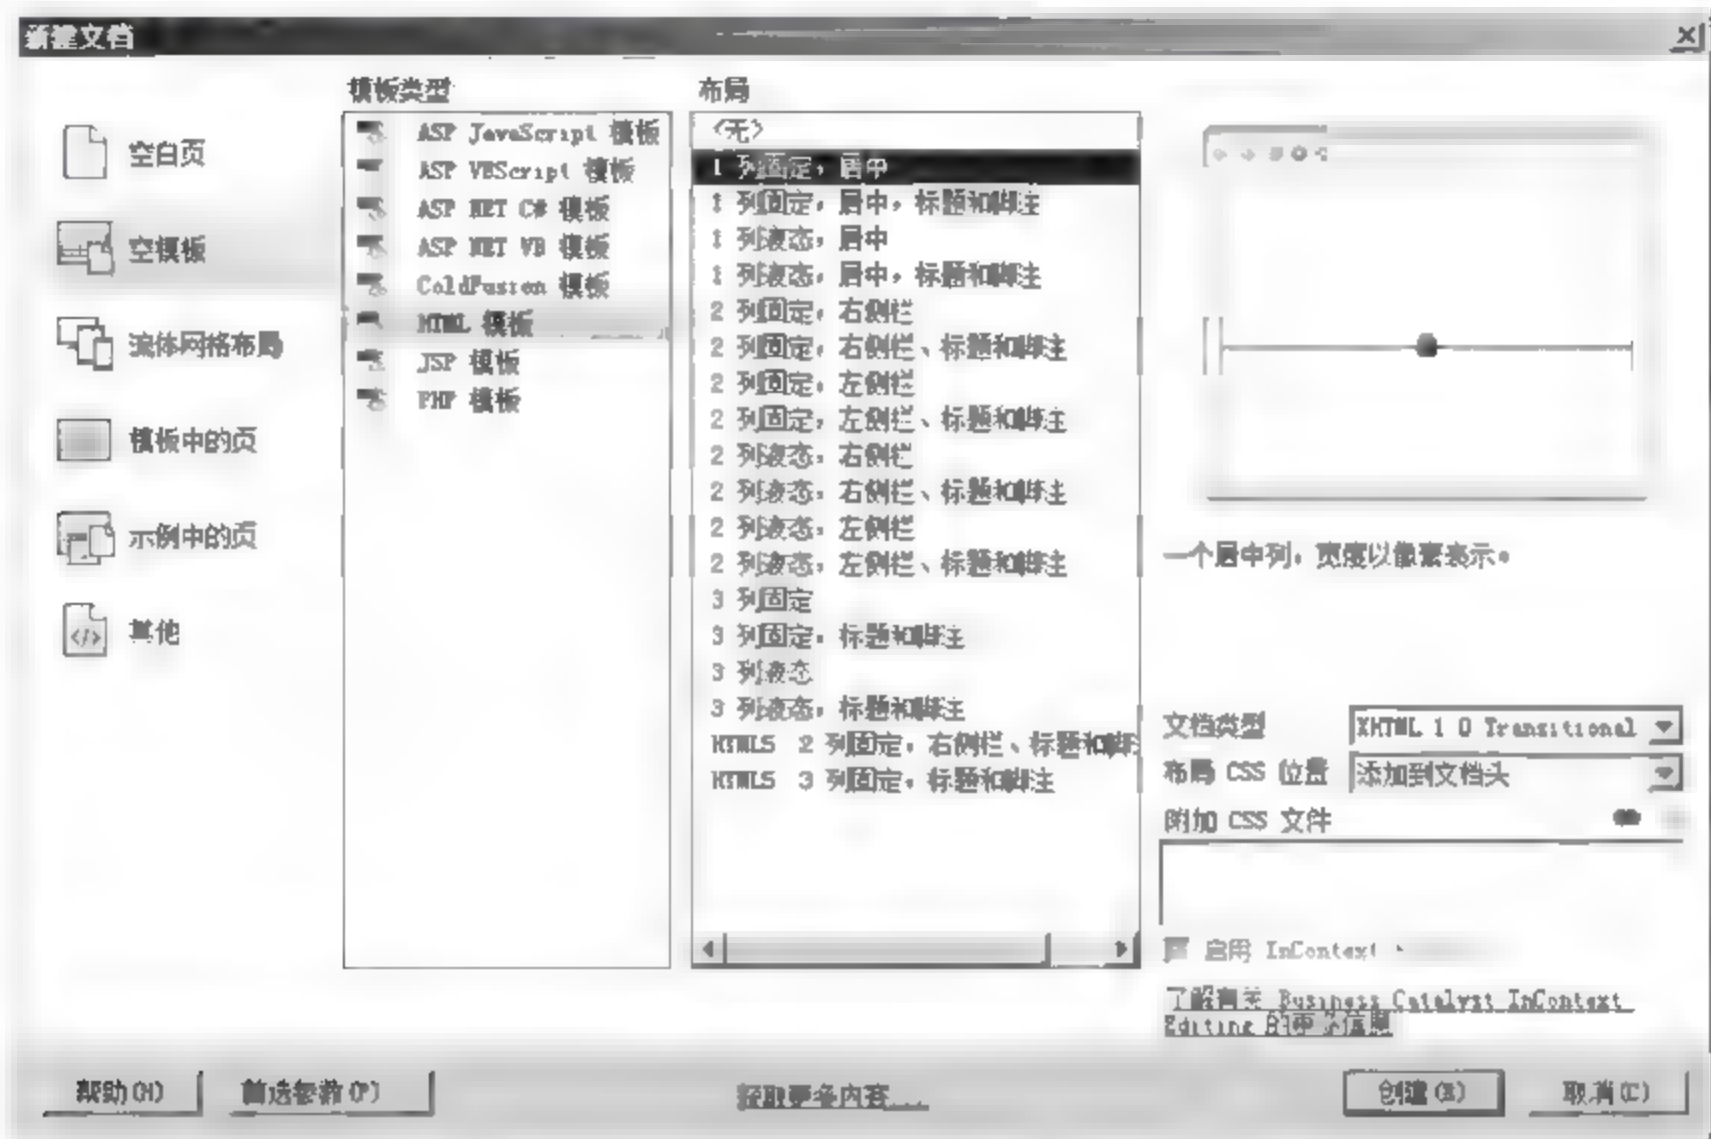 新建文档
空白页
空模板
流体网格布局
模板中的页
示例中的页
其他
模板类型
ASP JavaScript 模板
ASP VBScript 模板
ASP NET C# 模板
ASP NET VB 模板
ColdFusion 模板
HTML 模板
JSP 模板
PHP 模板
布局
<无>
1 列固定,居中
1 列固定,居中,标题和脚注
1 列液态,居中
1 列液态,居中,标题和脚注
2 列固定,右侧栏
2 列固定,右侧栏、标题和脚注
2 列固定,左侧栏
2 列固定,左侧栏、标题和脚注
2 列液态,右侧栏
2 列液态,右侧栏、标题和脚注
2 列液态,左侧栏
2 列液态,左侧栏、标题和脚注
3 列固定
3 列固定,标题和脚注
3 列液态
3 列液态,标题和脚注
HTML5 2 列固定,右侧栏、标题和脚
HTML5 3 列固定,标题和脚注
一个居中列,宽度以像素表示。
文档类型 XHTML 1 0 Transitional
布局 CSS 位置 添加到文档头
附加 CSS 文件
启用 InContext
了解有关 Business Catalyst InContext
Editing 的更多信息
帮助(H) 首选参数(P) 获取更多内容... 创建(R) 取消(C)